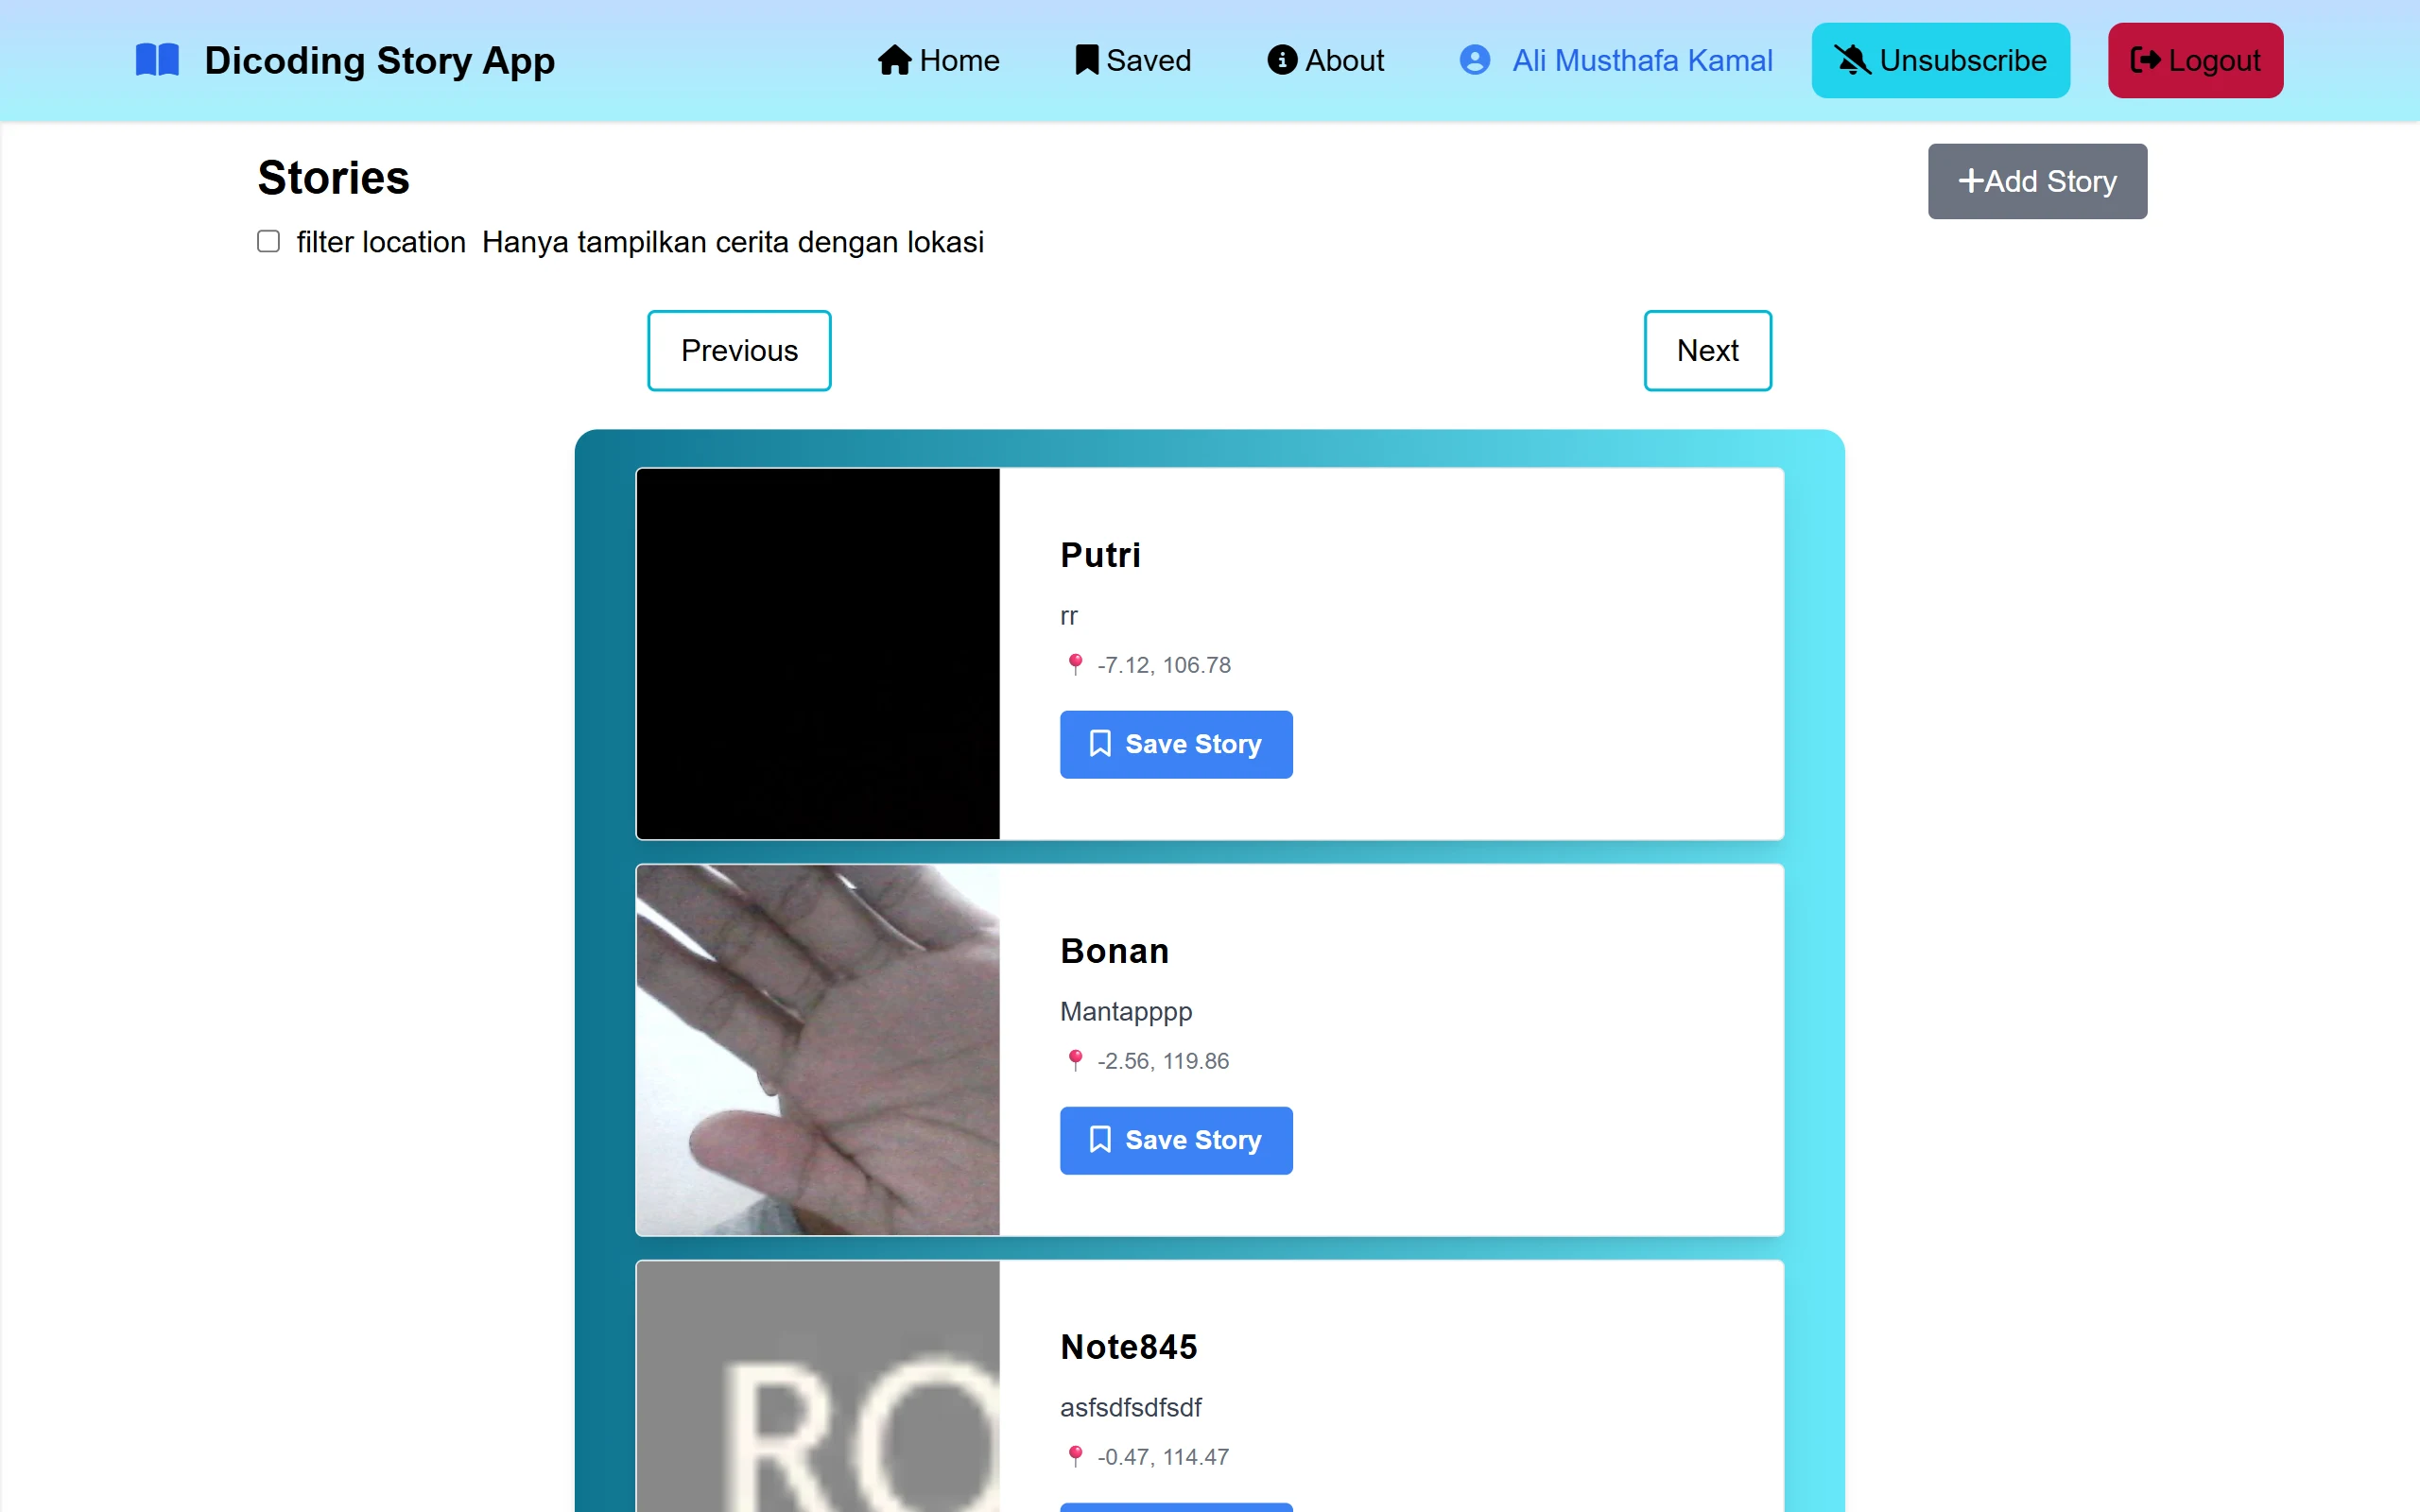 Dicoding Story App
Home
Saved
About
Ali Musthafa Kamal
Unsubscribe
Logout
Stories
+Add Story
filter location Hanya tampilkan cerita dengan lokasi
Previous
Next
Putri
rr
📍 -7.12, 106.78
Save Story
Bonan
Mantapppp
📍 -2.56, 119.86
Save Story
RO
Note845
asfsdfsdfsdf
📍 -0.47, 114.47